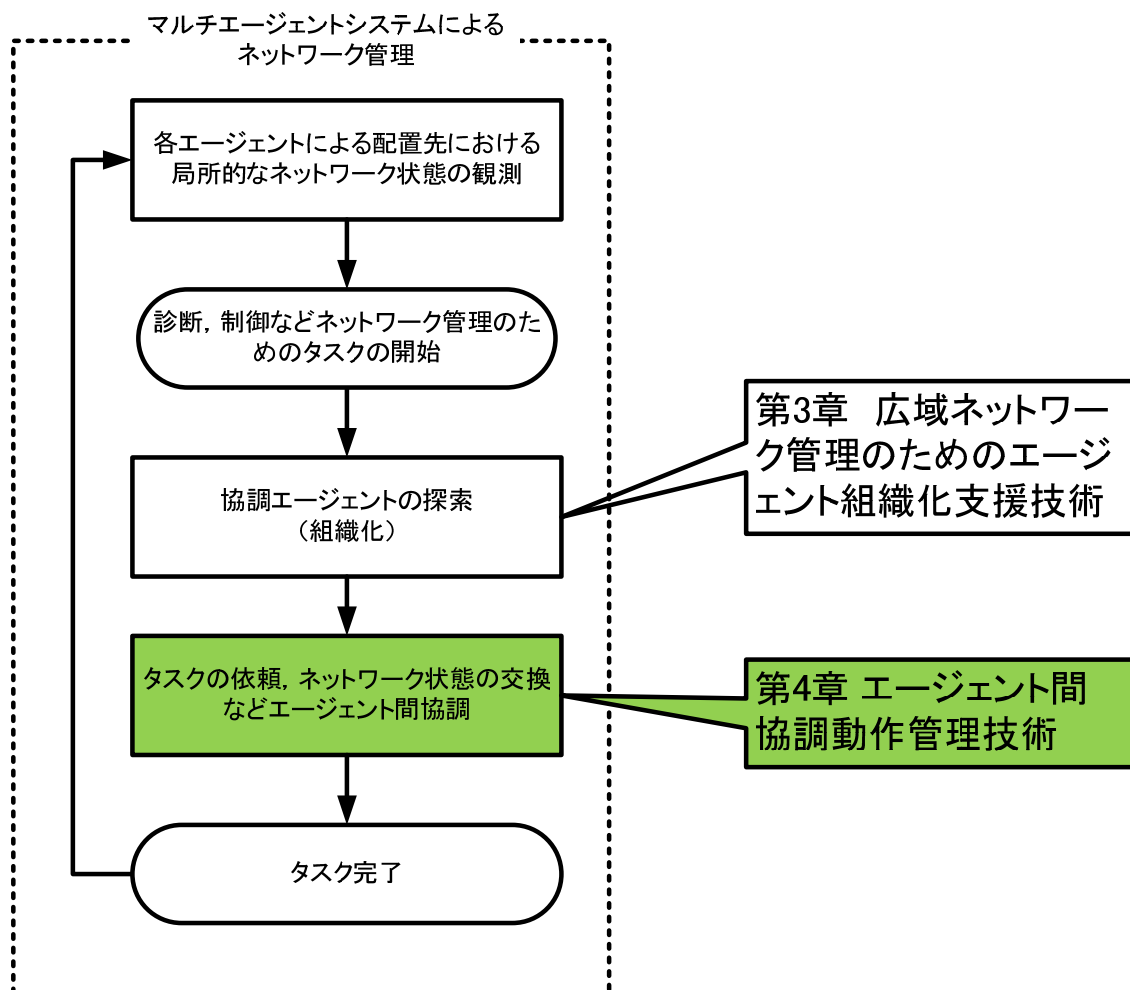 マルチエージェントシステムによる
ネットワーク管理
各エージェントによる配置先における
局所的なネットワーク状態の観測
診断，制御などネットワーク管理のた
めのタスクの開始
協調エージェントの探索
（組織化）
第3章　広域ネットワー
ク管理のためのエージ
ェント組織化支援技術
タスクの依頼，ネットワーク状態の交換
などエージェント間協調
第4章 エージェント間
協調動作管理技術
タスク完了